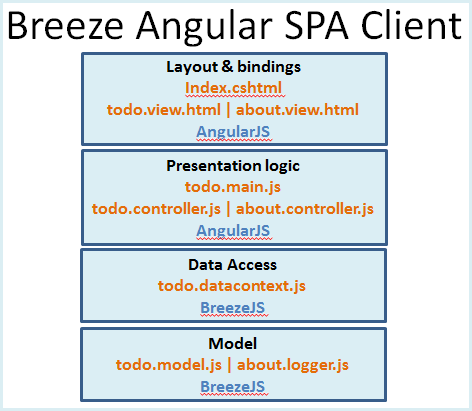 Breeze Angular SPA Client
Layout & bindings
Index.cshtml
todo.view.html | about.view.html
AngularJS
Presentation logic
todo.main.js
todo.controller.js | about.controller.js
AngularJS
Data Access
todo.datacontext.js
BreezeJS
Model
todo.model.js | about.logger.js
BreezeJS